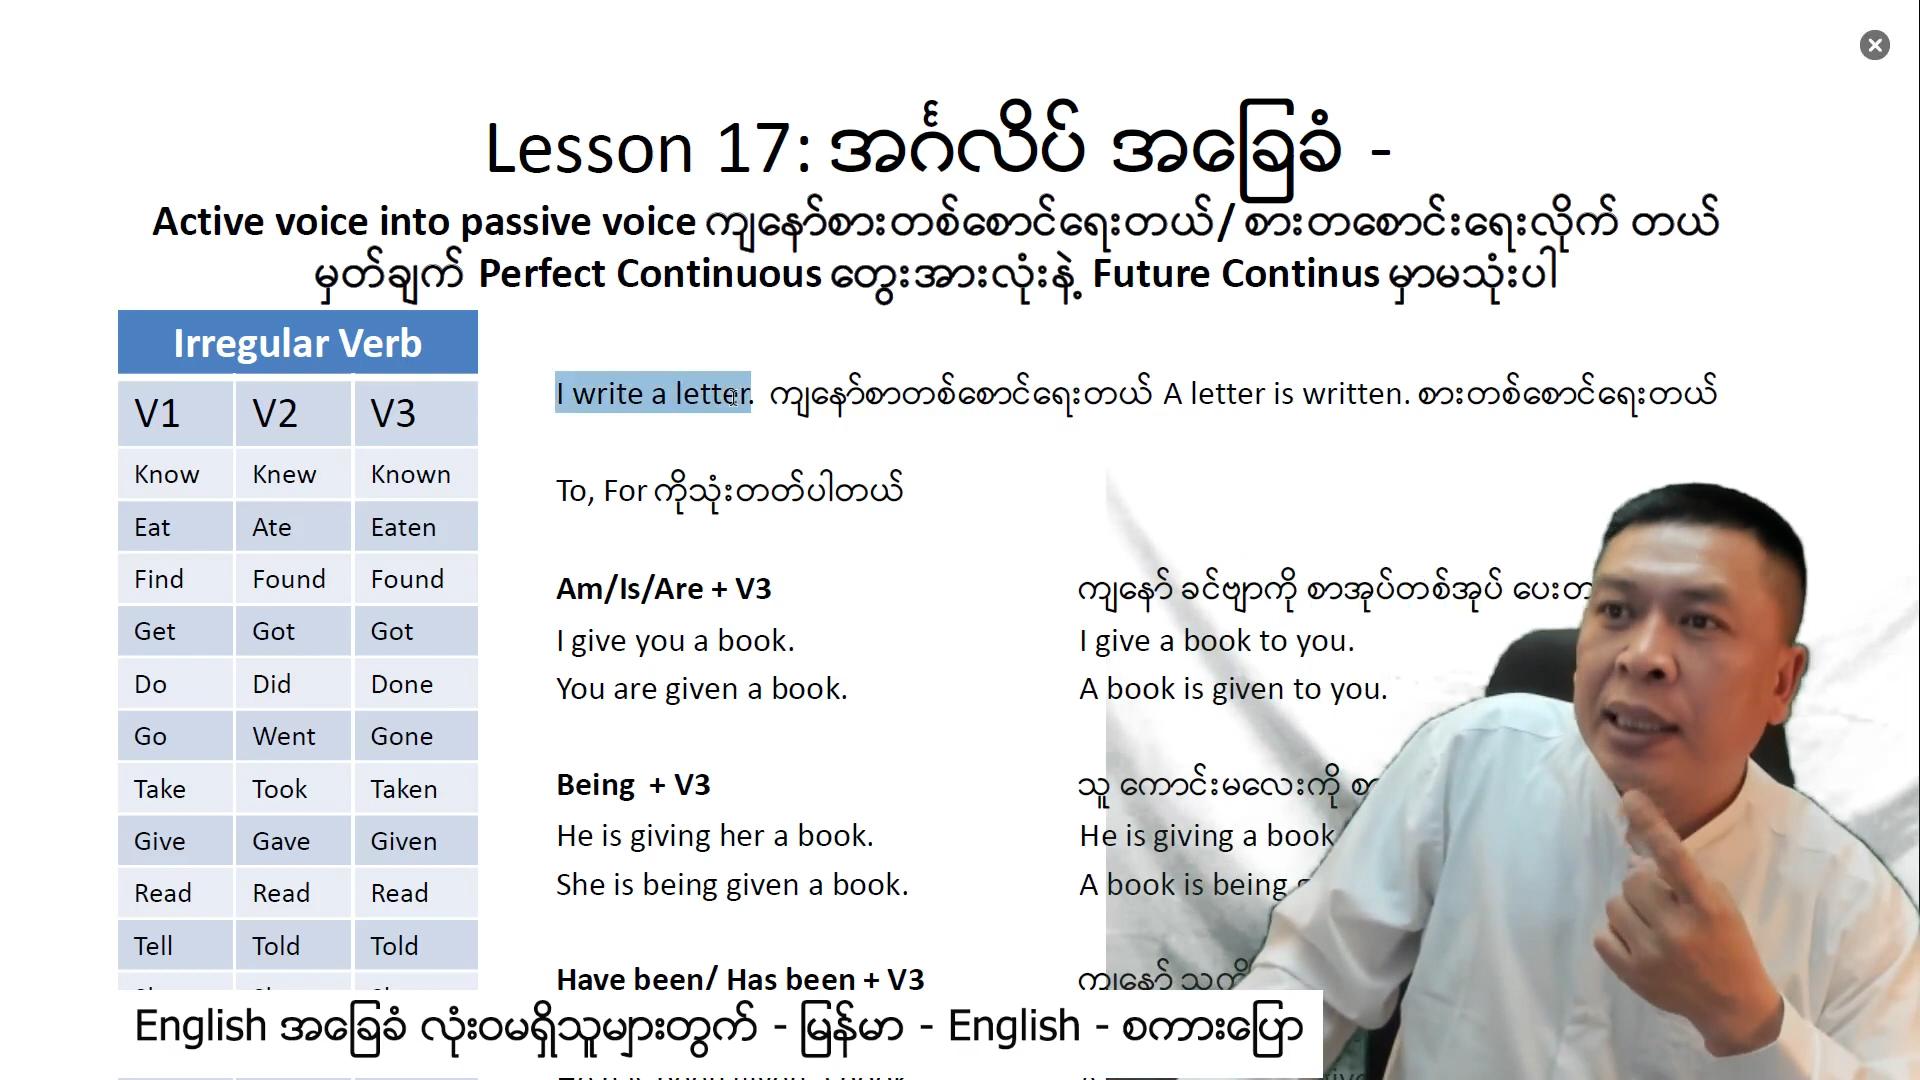 Lesson 17: အင်္ဂလိပ် အခြေခံ -
Active voice into passive voice ကျနော်စားတစ်စောင်ရေးတယ်/ စားတစောင်းရေးလိုက် တယ်
မှတ်ချက် Perfect Continuous တွေးအားလုံးနဲ့ Future Continus မှာမသုံးပါ
Irregular Verb
V1 V2 V3
Know Knew Known
Eat Ate Eaten
Find Found Found
Get Got Got
Do Did Done
Go Went Gone
Take Took Taken
Give Gave Given
Read Read Read
Tell Told Told
I write a letter. ကျနော်စာတစ်စောင်ရေးတယ် A letter is written. စားတစ်စောင်ရေးတယ်
To, For ကိုသုံးတတ်ပါတယ်
Am/Is/Are + V3
I give you a book.
You are given a book.
ကျနော် ခင်ဗျာကို စာအုပ်တစ်အုပ်
I give a book to you.
A book is given to you.
Being + V3
He is giving her a book.
She is being given a book.
သူ ကောင်းမလေးကို
He is giving a book
A book is being
Have been/ Has been + V3
ကျနော်
English အခြေခံ လုံးဝမရှိသူများတွက် - မြန်မာ - English - စကားပြော